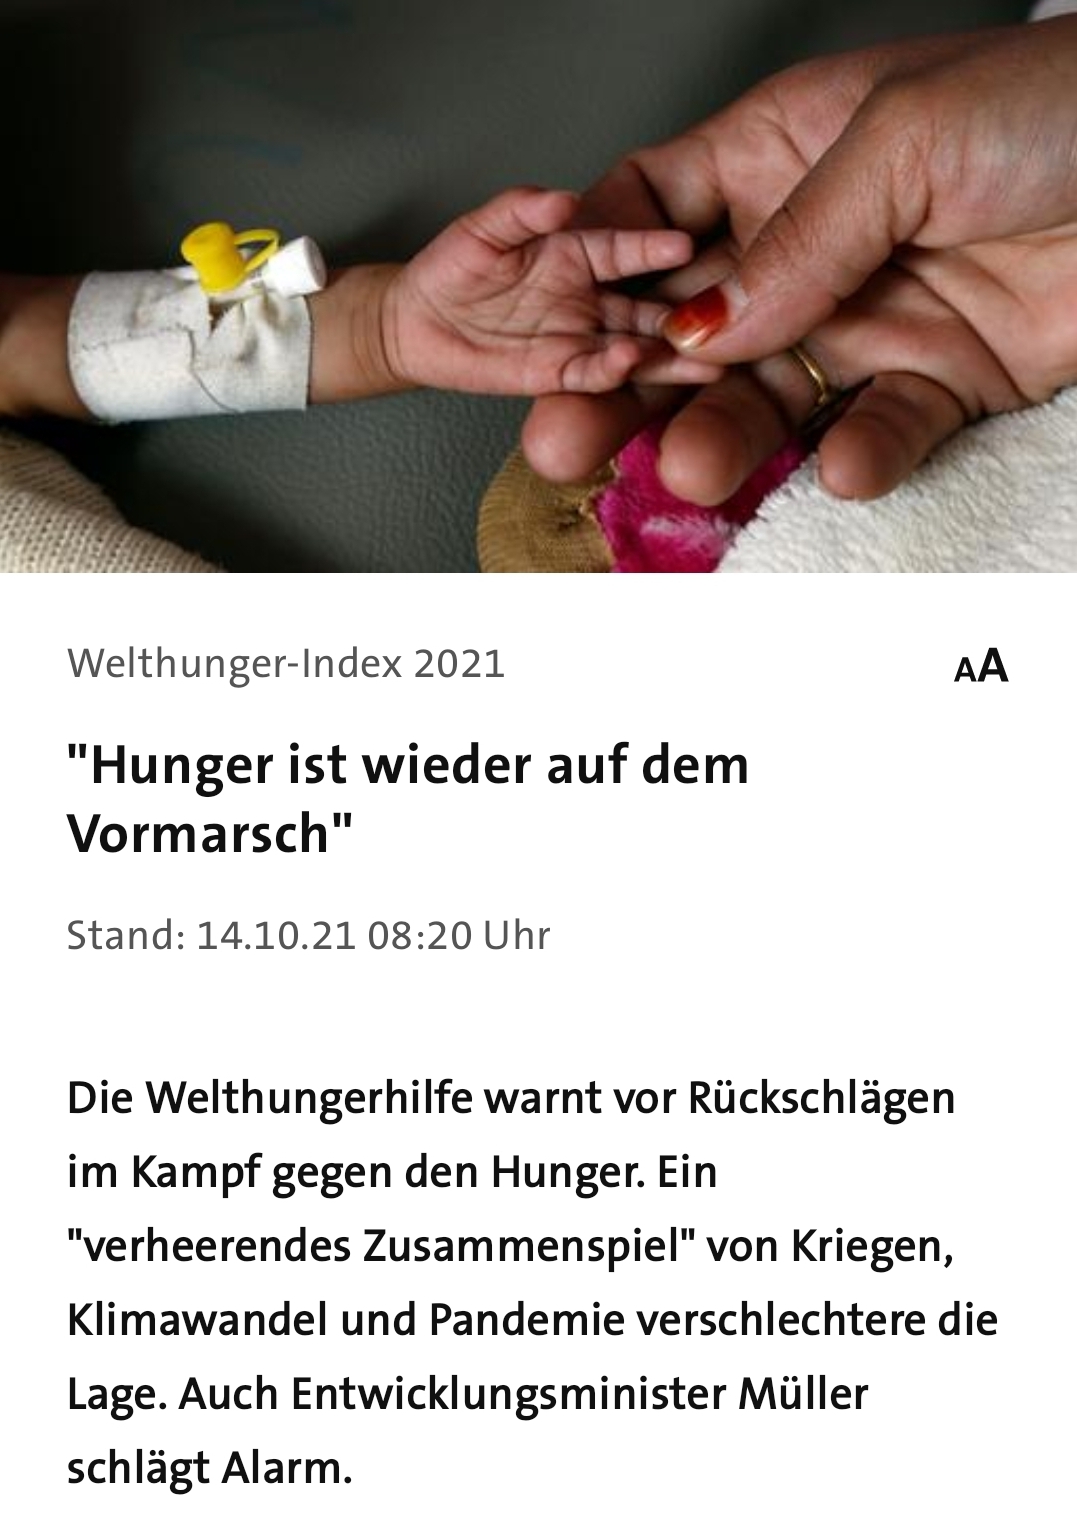 Welthunger-Index 2021
AA
"Hunger ist wieder auf dem
Vormarsch"
Stand: 14.10.21 08:20 Uhr
Die Welthungerhilfe warnt vor Rückschlägen
im Kampf gegen den Hunger. Ein
"verheerendes Zusammenspiel" von Kriegen,
Klimawandel und Pandemie verschlechtere die
Lage. Auch Entwicklungsminister Müller
schlägt Alarm.